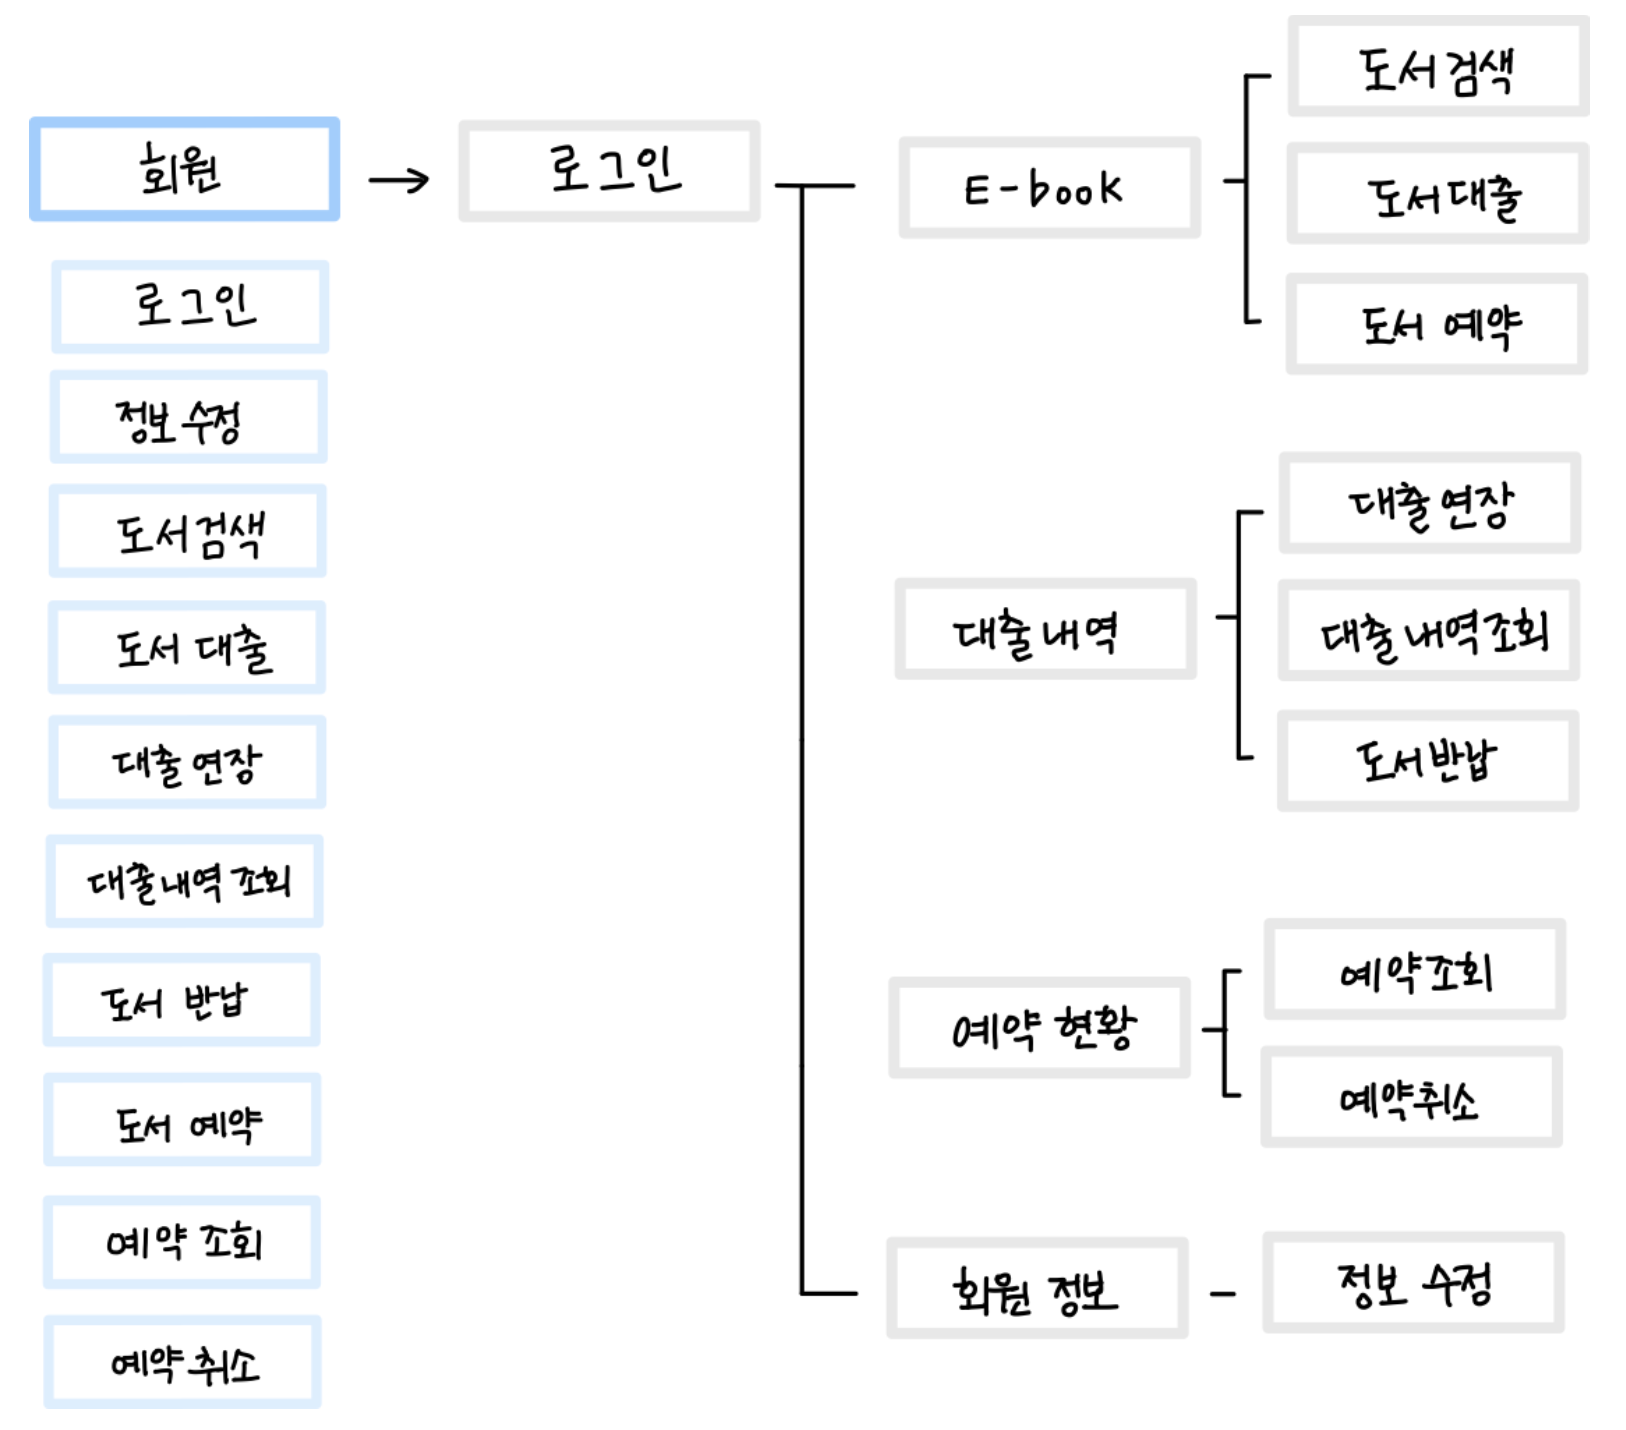 회원
로그인
정보 수정
도서검색
도서 대출
대출 연장
대출내역 조회
도서 반납
도서 예약
예약 조회
예약 취소
로그인
E-book
도서검색
도서대출
도서 예약
대출내역
대출 연장
대출 내역조회
도서반납
예약 현황
예약조회
예약취소
회원 정보
정보 수정